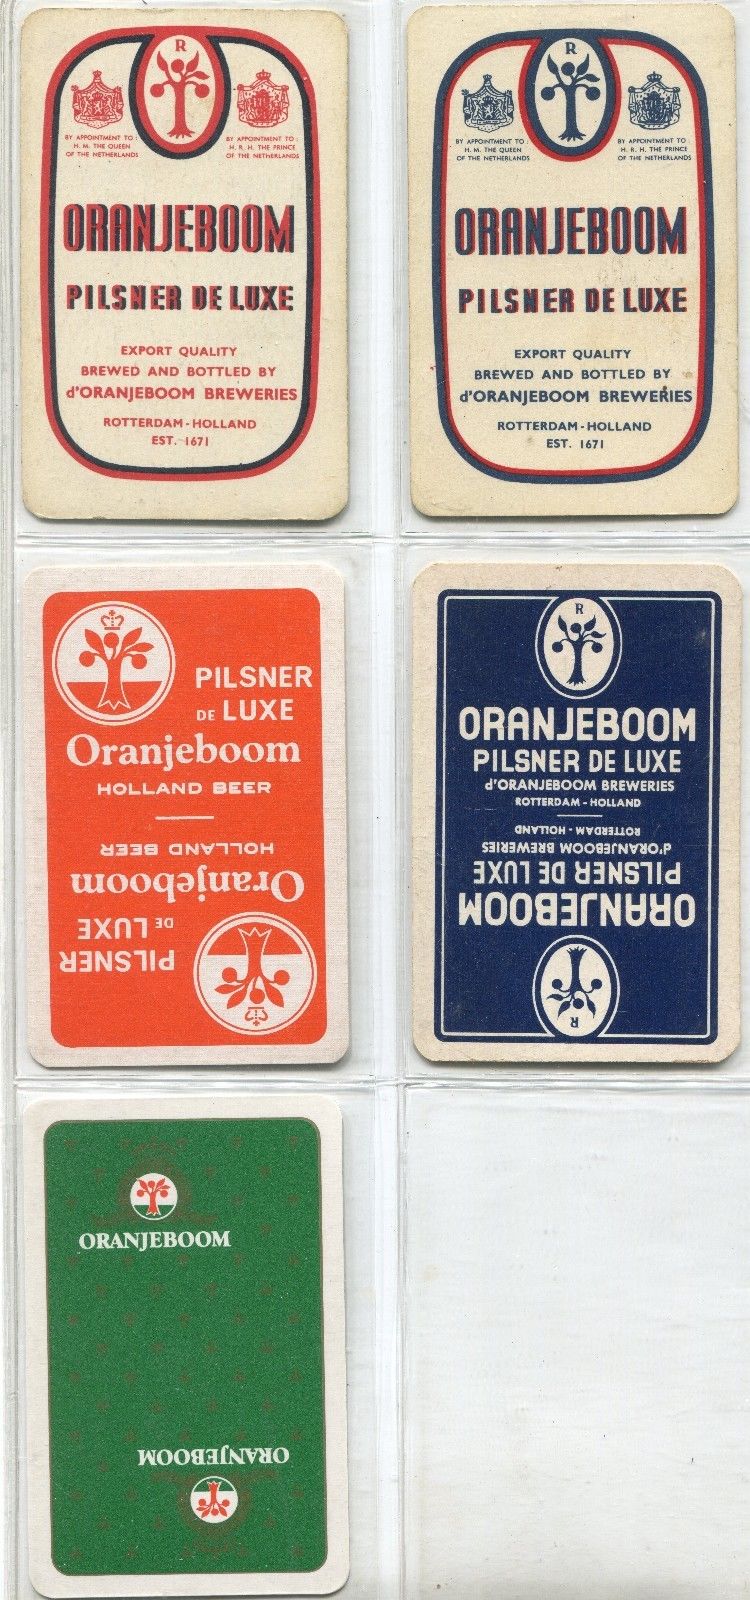 R
BY APPOINTMENT TO:
H. M. THE QUEEN
OF THE NETHERLANDS
BY APPOINTMENT TO:
H. R. H. THE PRINCE
OF THE NETHERLANDS
ORANJEBOOM
PILSNER DE LUXE
EXPORT QUALITY
BREWED AND BOTTLED BY
d'ORANJEBOOM BREWERIES
ROTTERDAM - HOLLAND
EST. 1671
R
BY APPOINTMENT TO:
H. M. THE QUEEN
OF THE NETHERLANDS
BY APPOINTMENT TO:
H. R. H. THE PRINCE
OF THE NETHERLANDS
ORANJEBOOM
PILSNER DE LUXE
EXPORT QUALITY
BREWED AND BOTTLED BY
d'ORANJEBOOM BREWERIES
ROTTERDAM - HOLLAND
EST. 1671
PILSNER
DE LUXE
Oranjeboom
HOLLAND BEER
HOLLAND BEER
Oranjeboom
DE LUXE
PILSNER
R
ORANJEBOOM
PILSNER DE LUXE
d'ORANJEBOOM BREWERIES
ROTTERDAM - HOLLAND
ROTTERDAM - HOLLAND
d'ORANJEBOOM BREWERIES
PILSNER DE LUXE
ORANJEBOOM
R
ORANJEBOOM
ORANJEBOOM